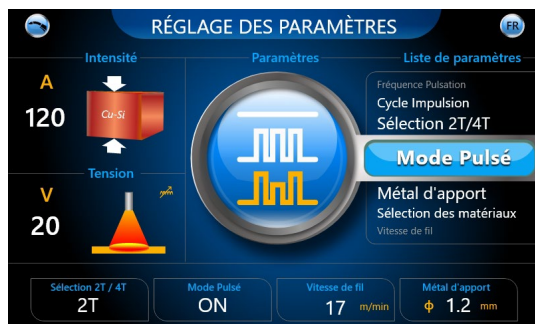 RÉGLAGE DES PARAMÈTRES
FR
Intensité
A
120
Cu-Si
Tension
V
20
Paramètres
Liste de paramètres
Fréquence Pulsation
Cycle Impulsion
Sélection 2T/4T
Mode Pulsé
Métal d'apport
Sélection des matériaux
Vitesse de fil
Sélection 2T / 4T
2T
Mode Pulsé
ON
Vitesse de fil
17 m/min
Métal d'apport
ϕ 1.2 mm